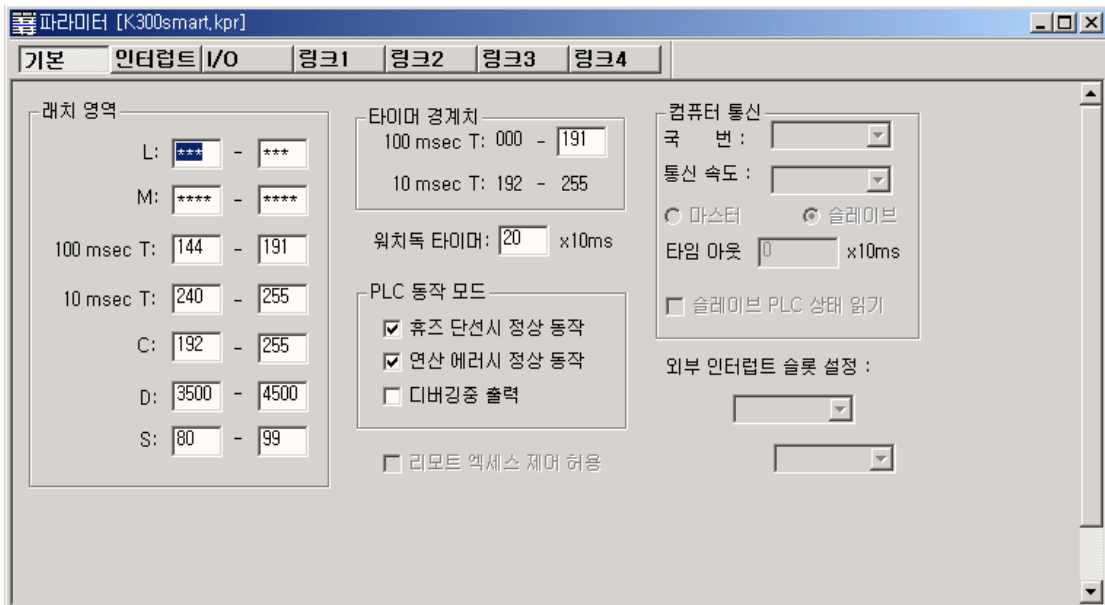 파라미터 [K300smart,kpr]
기본 인터럽트 I/O 링크1 링크2 링크3 링크4
래치 영역
L: *** - ***
M: **** - ****
100 msec T: 144 - 191
10 msec T: 240 - 255
C: 192 - 255
D: 3500 - 4500
S: 80 - 99
타이머 경계치
100 msec T: 000 - 191
10 msec T: 192 - 255
워치독 타이머: 20 x10ms
PLC 동작 모드
휴즈 단선시 정상 동작
연산 에러시 정상 동작
디버깅중 출력
리모트 엑세스 제어 허용
컴퓨터 통신
국 번 :
통신 속도 :
마스터 슬레이브
타임 아웃 0 x10ms
슬레이브 PLC 상태 읽기
외부 인터럽트 슬롯 설정 :